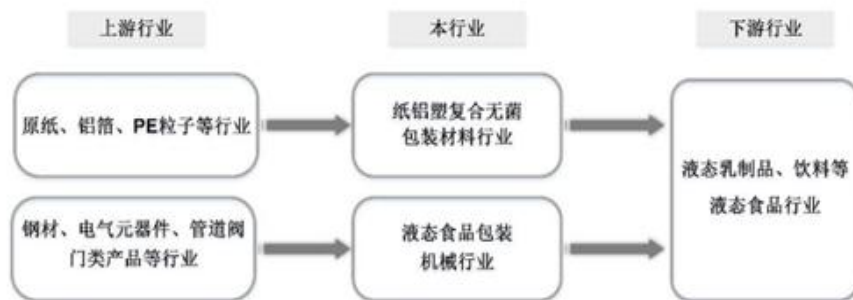 上游行业
本行业
下游行业
原纸、铝箔、PE粒子等行业
纸铝塑复合无菌
包装材料行业
液态乳制品、饮料等
液态食品行业
钢材、电气元器件、管道阀
门类产品等行业
液态食品包装
机械行业